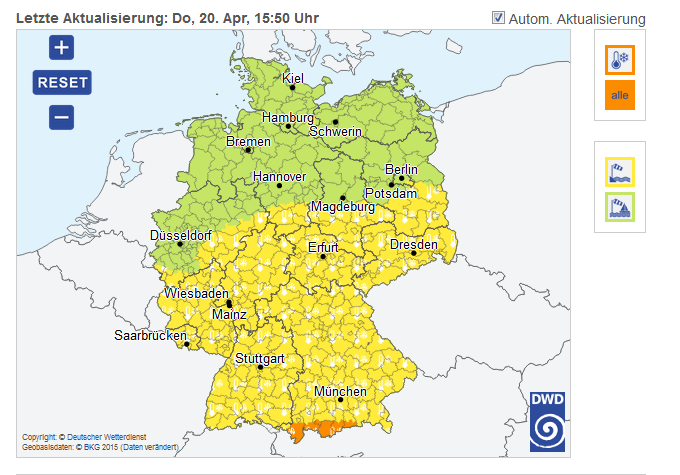 Letzte Aktualisierung: Do, 20. Apr, 15:50 Uhr
Autom. Aktualisierung
+
RESET
−
alle
Kiel
Hamburg
Schwerin
Bremen
Berlin
Hannover
Potsdam
Magdeburg
Düsseldorf
Erfurt
Dresden
Wiesbaden
Mainz
Saarbrücken
Stuttgart
München
DWD
Copyright: © Deutscher Wetterdienst
Geobasisdaten: © BKG 2015 (Daten verändert)